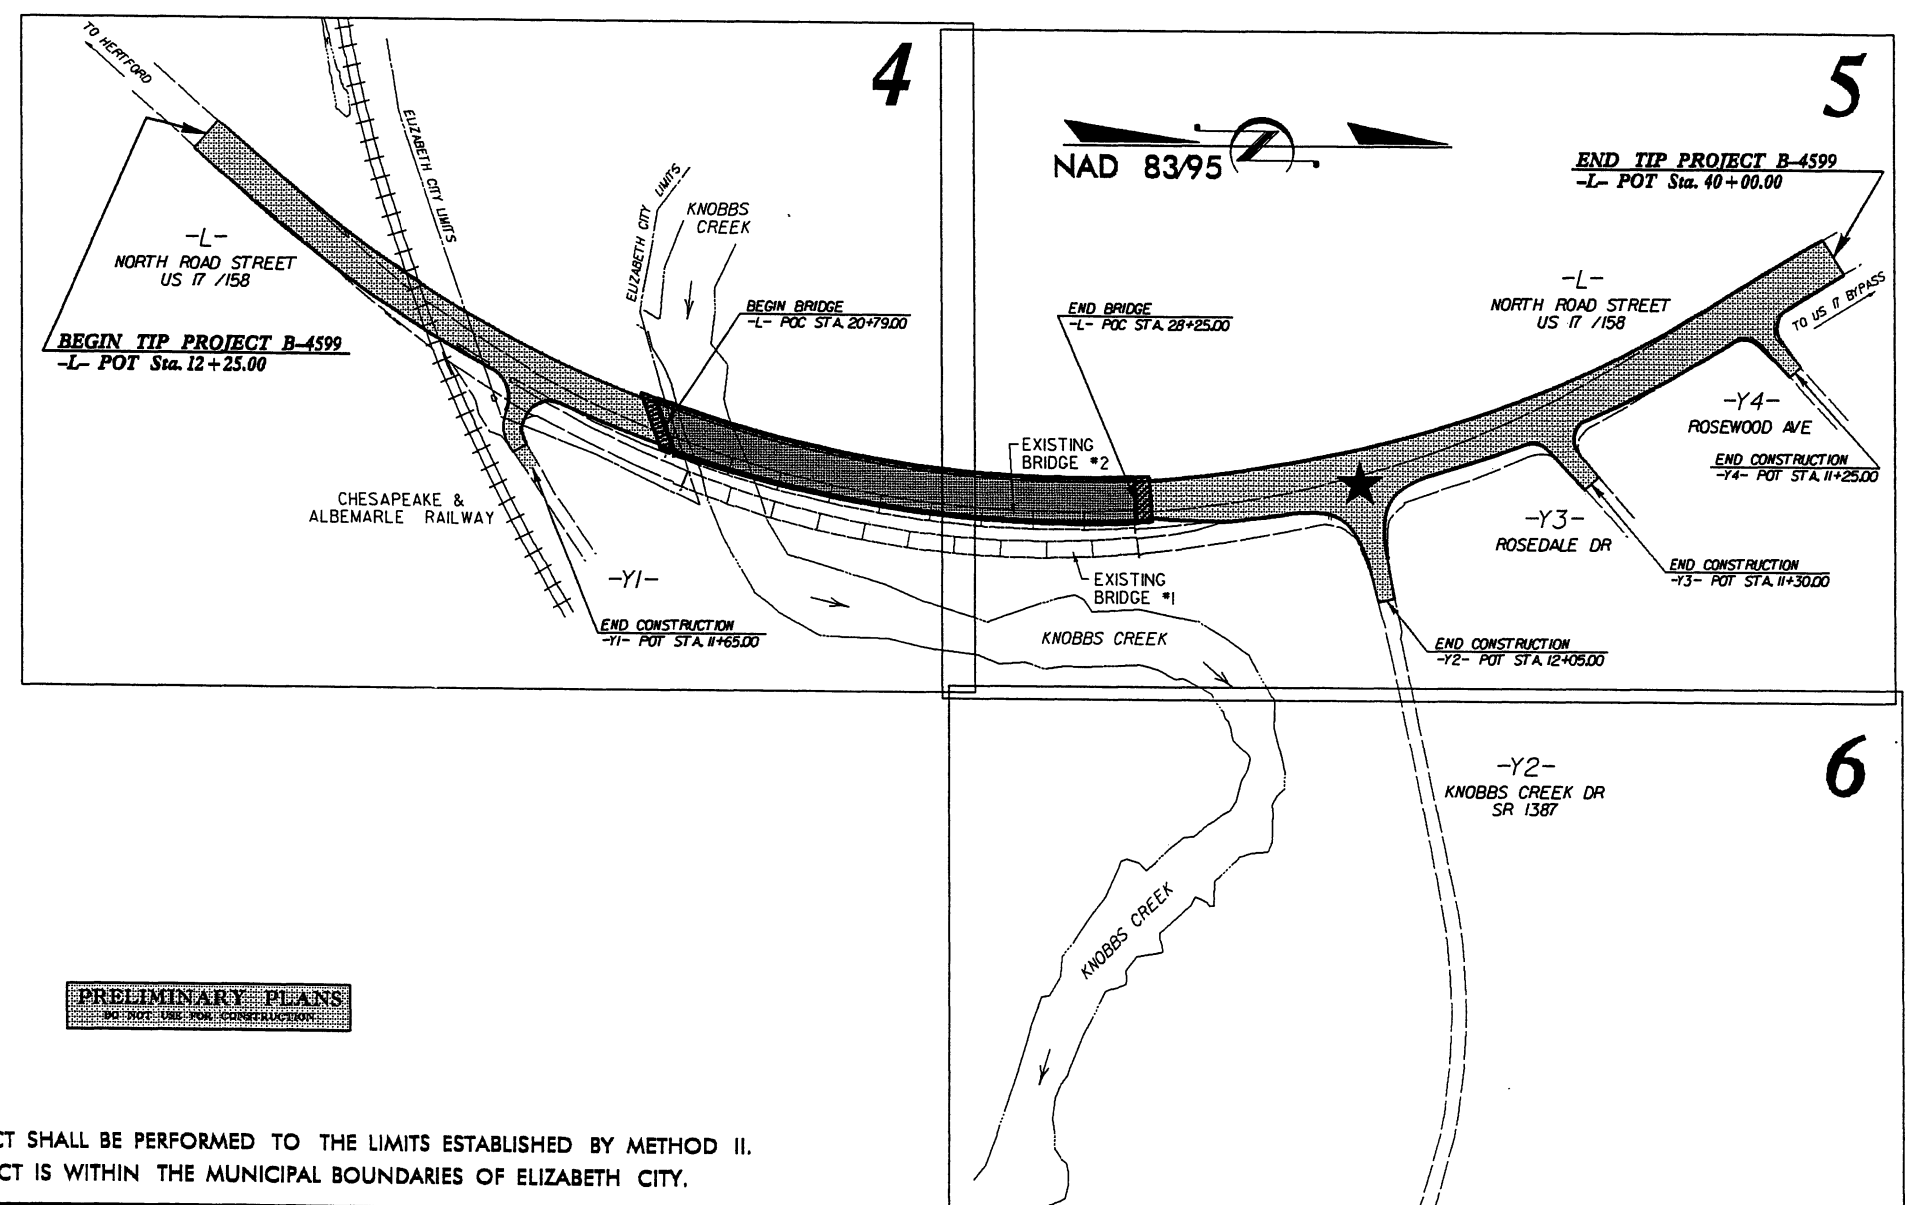 TO HERTFORD
4
5
ELIZABETH CITY LIMITS
ELIZABETH CITY LIMITS
KNOBBS
CREEK
NAD 83/95
END TIP PROJECT B-4599
-L- POT Sta. 40+00.00
-L-
NORTH ROAD STREET
US 17 /158
BEGIN TIP PROJECT B-4599
-L- POT Sta. 12+25.00
BEGIN BRIDGE
-L- POC STA. 20+79.00
END BRIDGE
-L- POC STA. 28+25.00
-L-
NORTH ROAD STREET
US 17 /158
TO US 17 BYPASS
-Y4-
ROSEWOOD AVE
END CONSTRUCTION
-Y4- POT STA. 11+25.00
EXISTING
BRIDGE #2
CHESAPEAKE &
ALBEMARLE RAILWAY
-Y3-
ROSEDALE DR
END CONSTRUCTION
-Y3- POT STA. 11+30.00
-Y1-
EXISTING
BRIDGE #1
END CONSTRUCTION
-Y1- POT STA. 11+65.00
KNOBBS CREEK
END CONSTRUCTION
-Y2- POT STA. 12+05.00
6
-Y2-
KNOBBS CREEK DR
SR 1387
KNOBBS CREEK
PRELIMINARY PLANS
DO NOT USE FOR CONSTRUCTION
CT SHALL BE PERFORMED TO THE LIMITS ESTABLISHED BY METHOD II.
CT IS WITHIN THE MUNICIPAL BOUNDARIES OF ELIZABETH CITY.